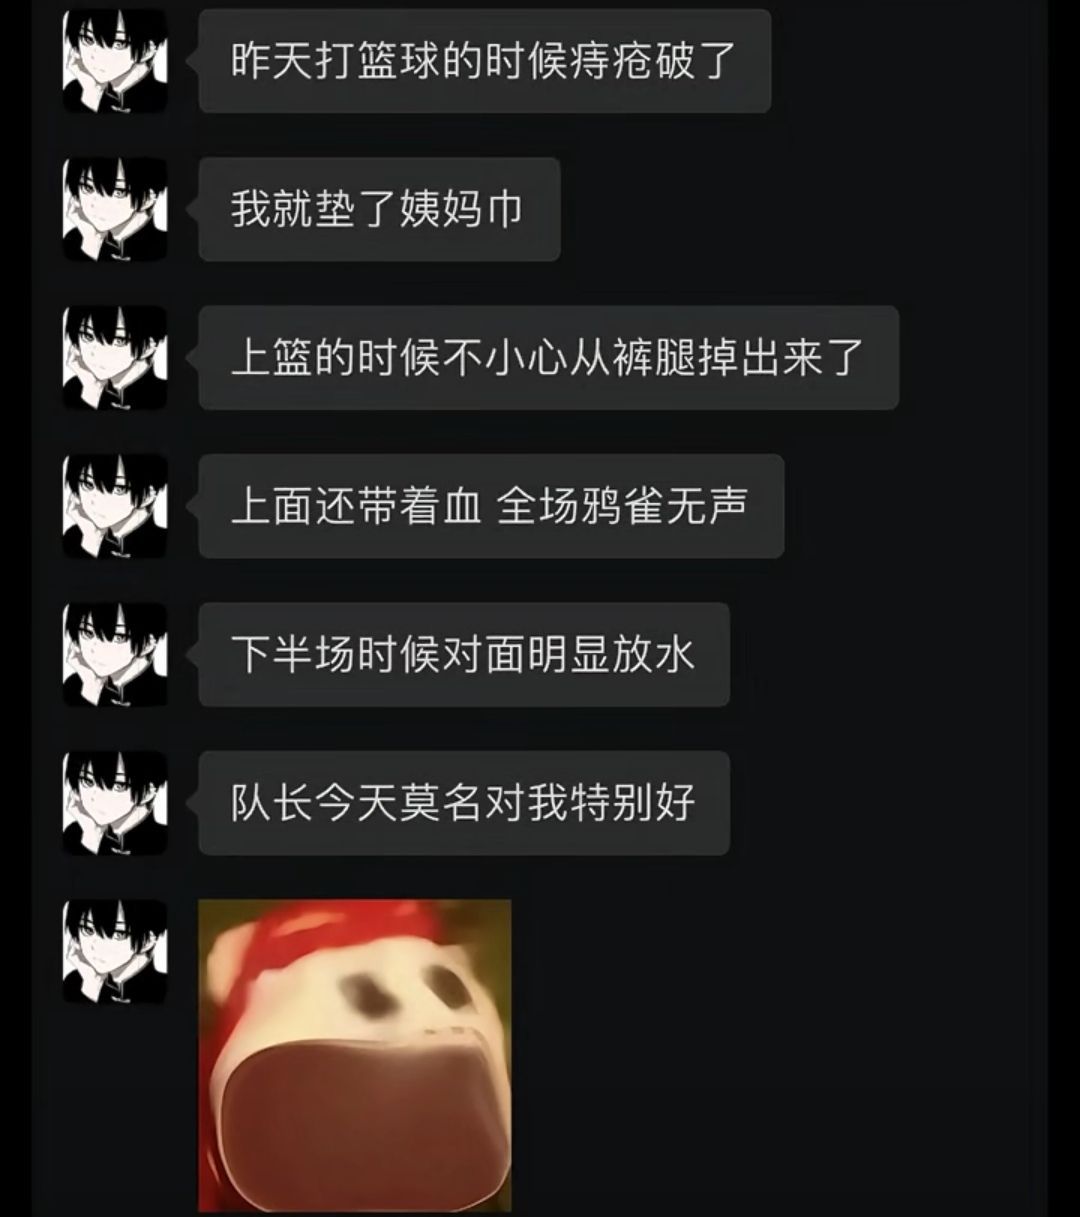 昨天打篮球的时候痔疮破了
我就垫了姨妈巾
上篮的时候不小心从裤腿掉出来了
上面还带着血 全场鸦雀无声
下半场时候对面明显放水
队长今天莫名对我特别好